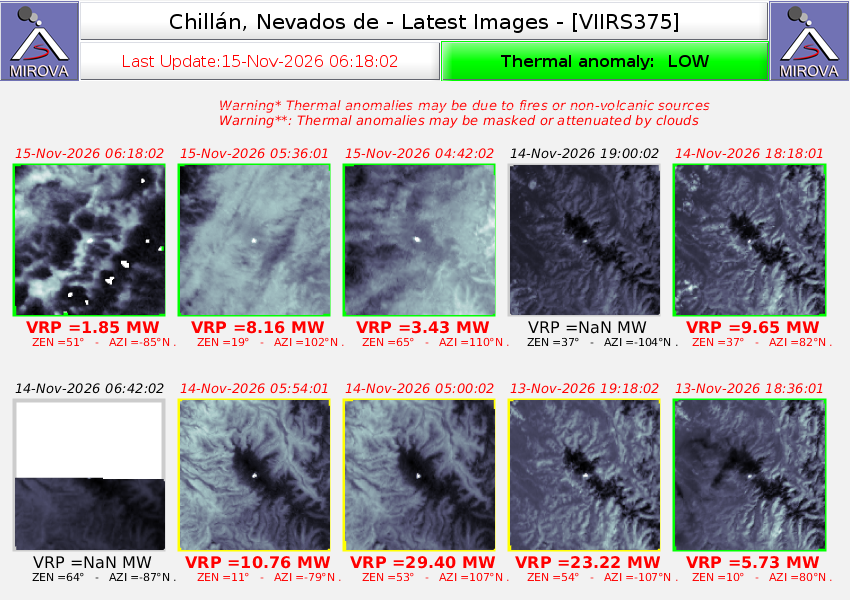 Chillán, Nevados de - Latest Images - [VIIRS375]
MIROVA
Last Update:15-Nov-2026 06:18:02
Thermal anomaly: LOW
MIROVA
Warning* Thermal anomalies may be due to fires or non-volcanic sources
Warning**: Thermal anomalies may be masked or attenuated by clouds
15-Nov-2026 06:18:02 15-Nov-2026 05:36:01 15-Nov-2026 04:42:02 14-Nov-2026 19:00:02 14-Nov-2026 18:18:01
VRP =1.85 MW VRP =8.16 MW VRP =3.43 MW VRP =NaN MW VRP =9.65 MW
ZEN =51° - AZI =-85°N . ZEN =19° - AZI =102°N . ZEN =65° - AZI =110°N . ZEN =37° - AZI =-104°N . ZEN =37° - AZI =82°N .
14-Nov-2026 06:42:02 14-Nov-2026 05:54:01 14-Nov-2026 05:00:02 13-Nov-2026 19:18:02 13-Nov-2026 18:36:01
VRP =NaN MW VRP =10.76 MW VRP =29.40 MW VRP =23.22 MW VRP =5.73 MW
ZEN =64° - AZI =-87°N . ZEN =11° - AZI =-79°N . ZEN =53° - AZI =107°N . ZEN =54° - AZI =-107°N . ZEN =10° - AZI =80°N .